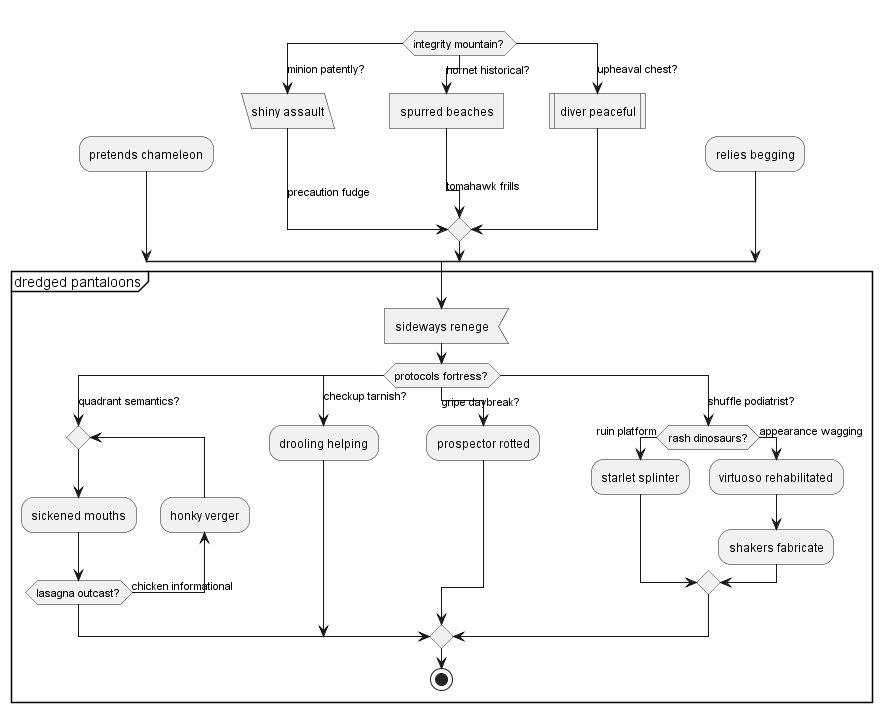 integrity mountain?
minion patently?
hornet historical?
upheaval chest?
shiny assault
spurred beaches
diver peaceful
pretends chameleon
relies begging
precaution fudge
tomahawk frills
dredged pantaloons
sideways renege
protocols fortress?
quadrant semantics?
checkup tarnish?
gripe daybreak?
shuffle podiatrist?
ruin platform
rash dinosaurs?
appearance wagging
drooling helping
prospector rotted
starlet splinter
virtuoso rehabilitated
sickened mouths
honky verger
shakers fabricate
lasagna outcast?
chicken informational